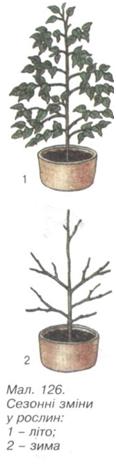 1
2
Мал. 126.
Сезонні зміни
у рослин:
1 – літо;
2 – зима